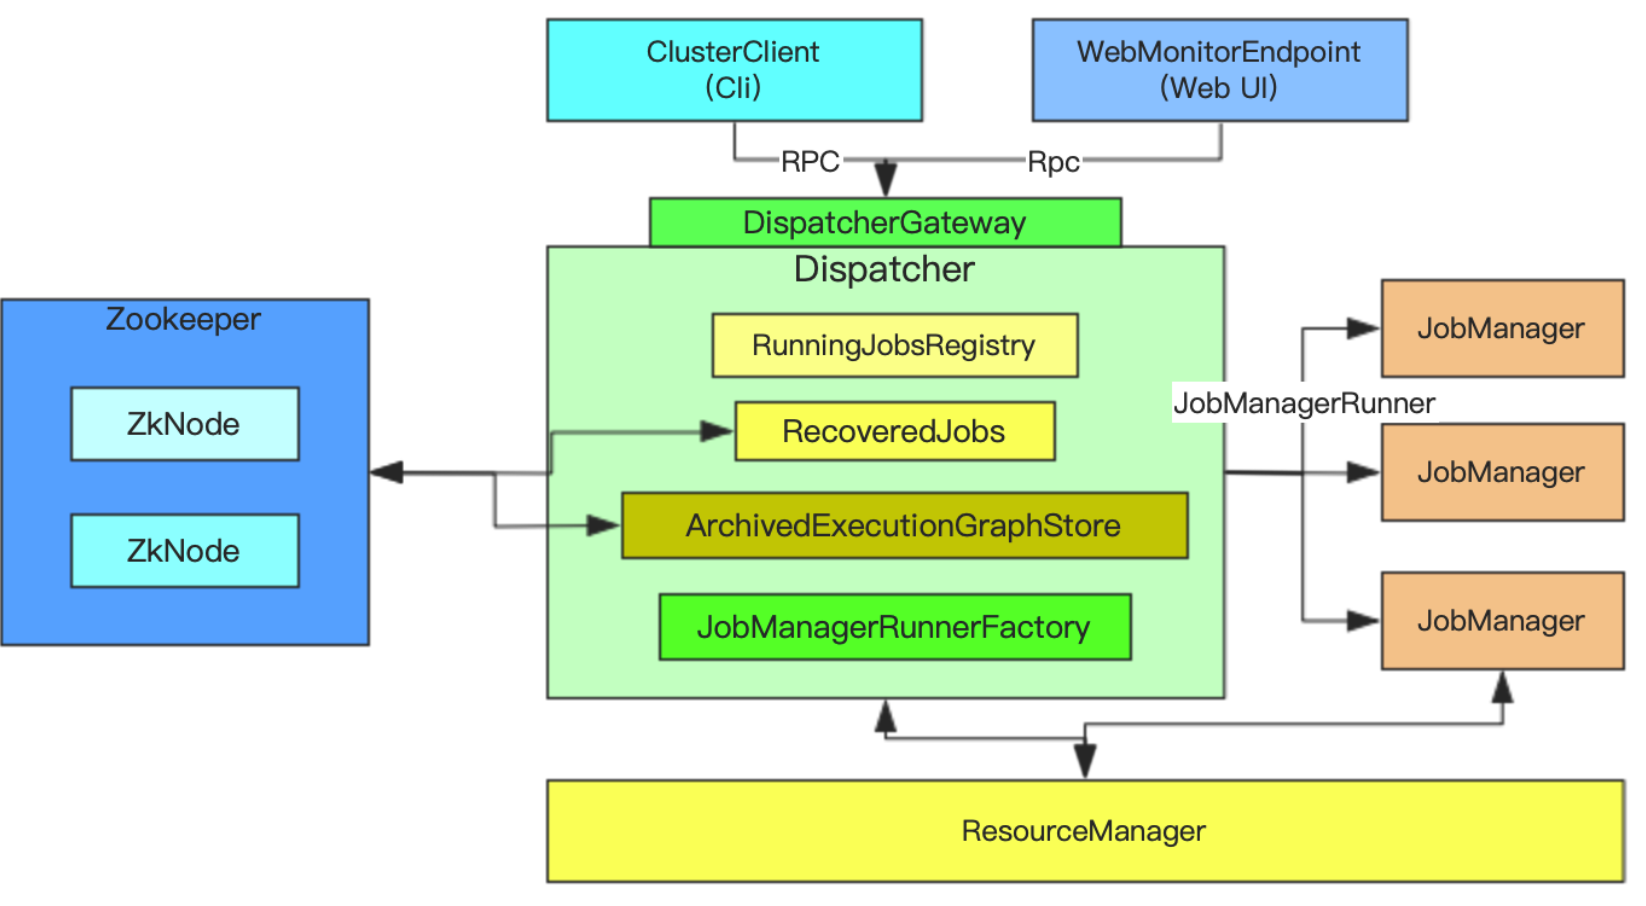 ClusterClient
(Cli)
WebMonitorEndpoint
(Web UI)
RPC
Rpc
DispatcherGateway
Dispatcher
Zookeeper
ZkNode
ZkNode
RunningJobsRegistry
RecoveredJobs
ArchivedExecutionGraphStore
JobManagerRunnerFactory
JobManagerRunner
JobManager
JobManager
JobManager
ResourceManager